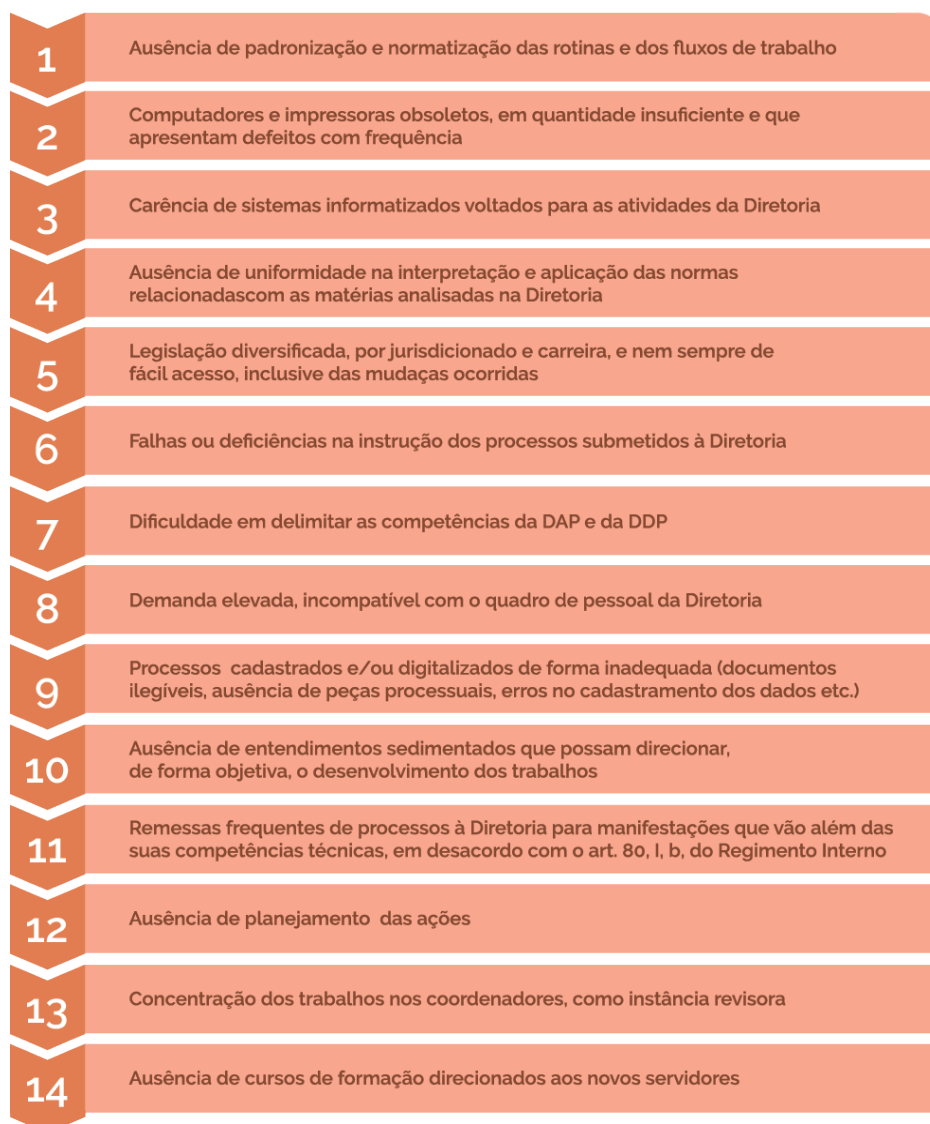 1
Ausência de padronização e normatização das rotinas e dos fluxos de trabalho
2
Computadores e impressoras obsoletos, em quantidade insuficiente e que
apresentam defeitos com frequência
3
Carência de sistemas informatizados voltados para as atividades da Diretoria
4
Ausência de uniformidade na interpretação e aplicação das normas
relacionadascom as matérias analisadas na Diretoria
5
Legislação diversificada, por jurisdicionado e carreira, e nem sempre de
fácil acesso, inclusive das mudaças ocorridas
6
Falhas ou deficiências na instrução dos processos submetidos à Diretoria
7
Dificuldade em delimitar as competências da DAP e da DDP
8
Demanda elevada, incompatível com o quadro de pessoal da Diretoria
9
Processos cadastrados e/ou digitalizados de forma inadequada (documentos
ilegíveis, ausência de peças processuais, erros no cadastramento dos dados etc.)
10
Ausência de entendimentos sedimentados que possam direcionar,
de forma objetiva, o desenvolvimento dos trabalhos
11
Remessas frequentes de processos à Diretoria para manifestações que vão além das
suas competências técnicas, em desacordo com o art. 80, I, b, do Regimento Interno
12
Ausência de planejamento das ações
13
Concentração dos trabalhos nos coordenadores, como instância revisora
14
Ausência de cursos de formação direcionados aos novos servidores